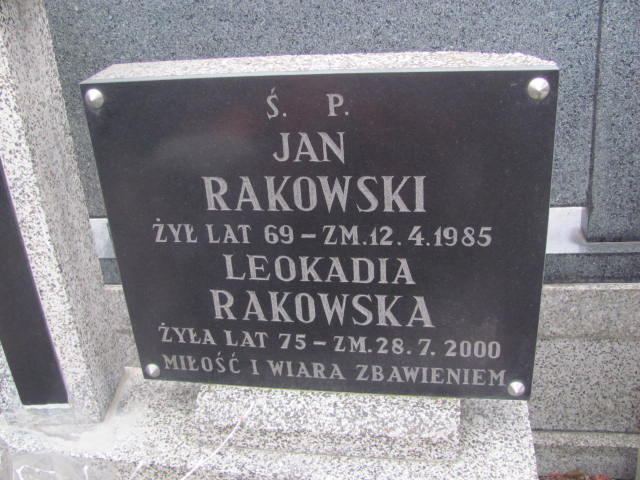 Ś. P.
JAN
RAKOWSKI
ŻYŁ LAT 69 – ZM. 12. 4. 1985
LEOKADIA
RAKOWSKA
ŻYŁA LAT 75 – ZM. 28. 7. 2000
MIŁOŚĆ I WIARA ZBAWIENIEM